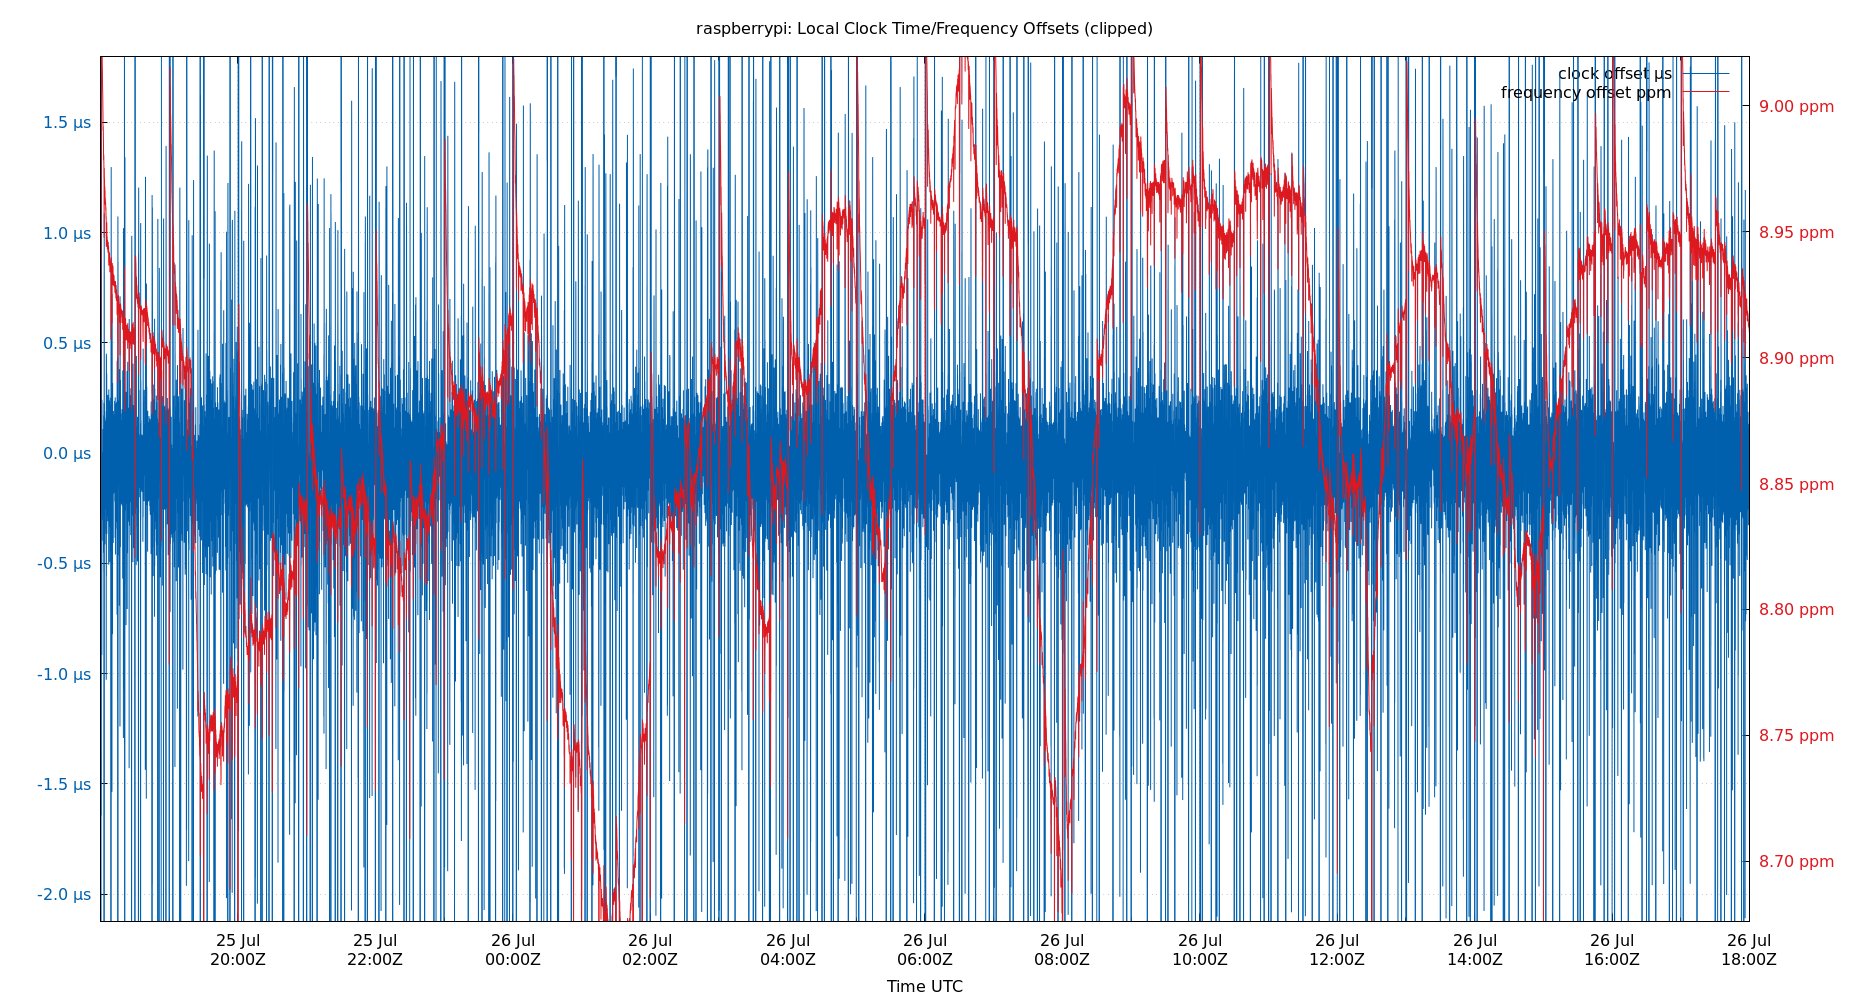 raspberrypi: Local Clock Time/Frequency Offsets (clipped)
clock offset µs
frequency offset ppm
1.5 µs
1.0 µs
0.5 µs
0.0 µs
-0.5 µs
-1.0 µs
-1.5 µs
-2.0 µs
9.00 ppm
8.95 ppm
8.90 ppm
8.85 ppm
8.80 ppm
8.75 ppm
8.70 ppm
25 Jul 25 Jul 26 Jul 26 Jul 26 Jul 26 Jul 26 Jul 26 Jul 26 Jul 26 Jul 26 Jul 26 Jul
20:00Z 22:00Z 00:00Z 02:00Z 04:00Z 06:00Z 08:00Z 10:00Z 12:00Z 14:00Z 16:00Z 18:00Z
Time UTC